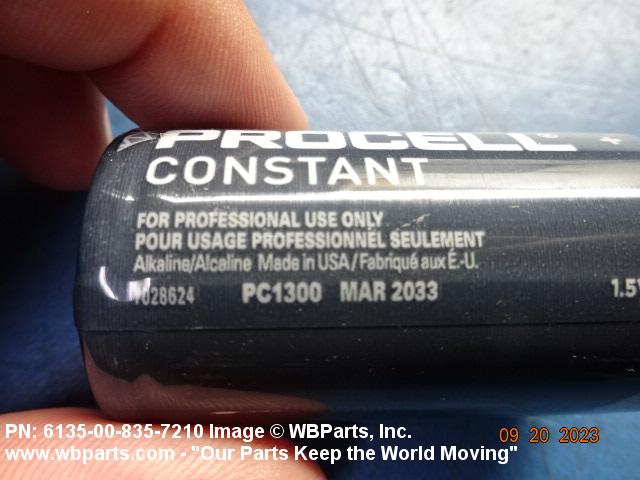 PROCELL
CONSTANT
FOR PROFESSIONAL USE ONLY
POUR USAGE PROFESSIONNEL SEULEMENT
Alkaline/Alcaline Made in USA/Fabriqué aux É.-U.
PC1300 MAR 2033
PN: 6135-00-835-7210 Image © WBParts, Inc.
09 20 2023
www.wbparts.com - "Our Parts Keep the World Moving"